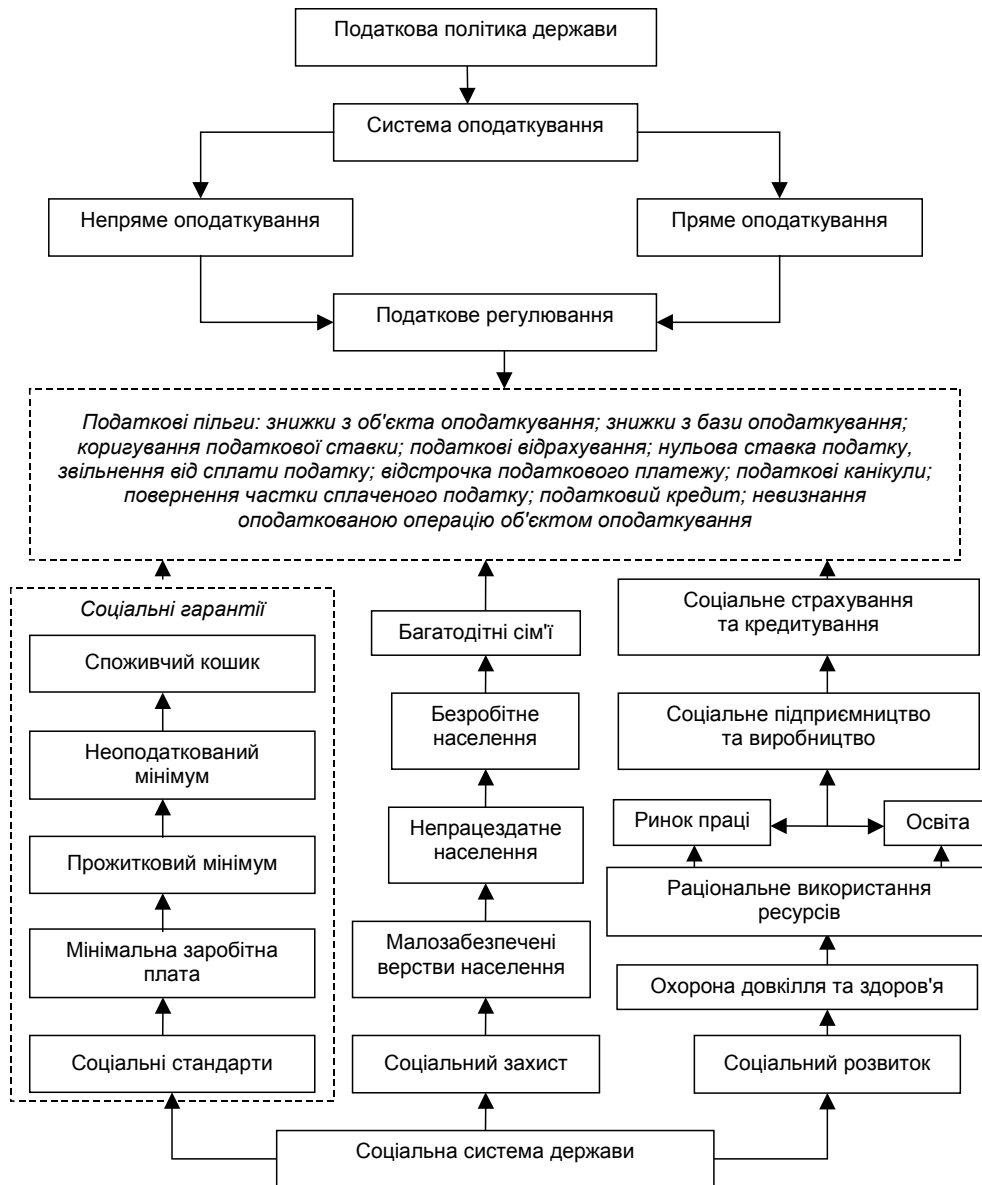 Податкова політика держави
Система оподаткування
Непряме оподаткування
Пряме оподаткування
Податкове регулювання
Податкові пільги: знижки з об'єкта оподаткування; знижки з бази оподаткування;
коригування податкової ставки; податкові відрахування; нульова ставка податку,
звільнення від сплати податку; відстрочка податкового платежу; податкові канікули;
повернення частки сплаченого податку; податковий кредит; невизнання
оподаткованою операцію об'єктом оподаткування
Соціальні гарантії
Споживчий кошик
Неоподаткований
мінімум
Прожитковий мінімум
Мінімальна заробітна
плата
Соціальні стандарти
Багатодітні сім'ї
Безробітне
населення
Непрацездатне
населення
Малозабезпечені
верстви населення
Соціальний захист
Соціальне страхування
та кредитування
Соціальне підприємництво
та виробництво
Ринок праці
Освіта
Раціональне використання
ресурсів
Охорона довкілля та здоров'я
Соціальний розвиток
Соціальна система держави